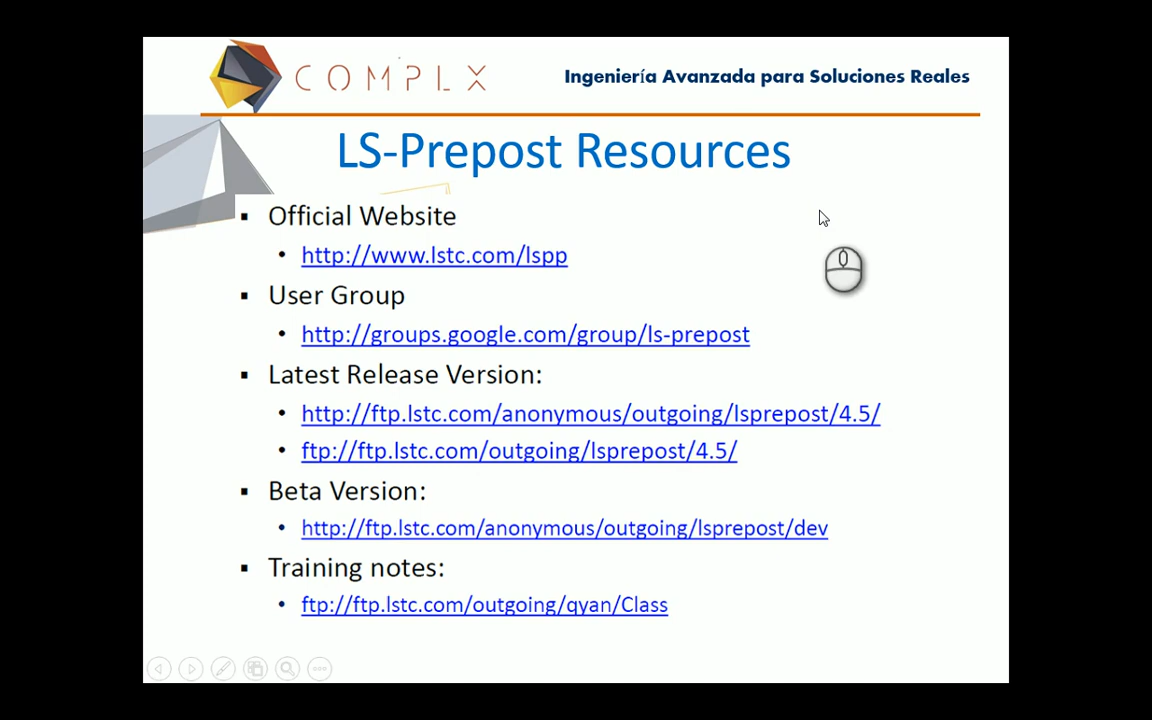 COMPLX
Ingeniería Avanzada para Soluciones Reales
LS-Prepost Resources
▪ Official Website
• http://www.lstc.com/lspp
▪ User Group
• http://groups.google.com/group/ls-prepost
▪ Latest Release Version:
• http://ftp.lstc.com/anonymous/outgoing/lsprepost/4.5/
• ftp://ftp.lstc.com/outgoing/lsprepost/4.5/
▪ Beta Version:
• http://ftp.lstc.com/anonymous/outgoing/lsprepost/dev
▪ Training notes:
• ftp://ftp.lstc.com/outgoing/qyan/Class